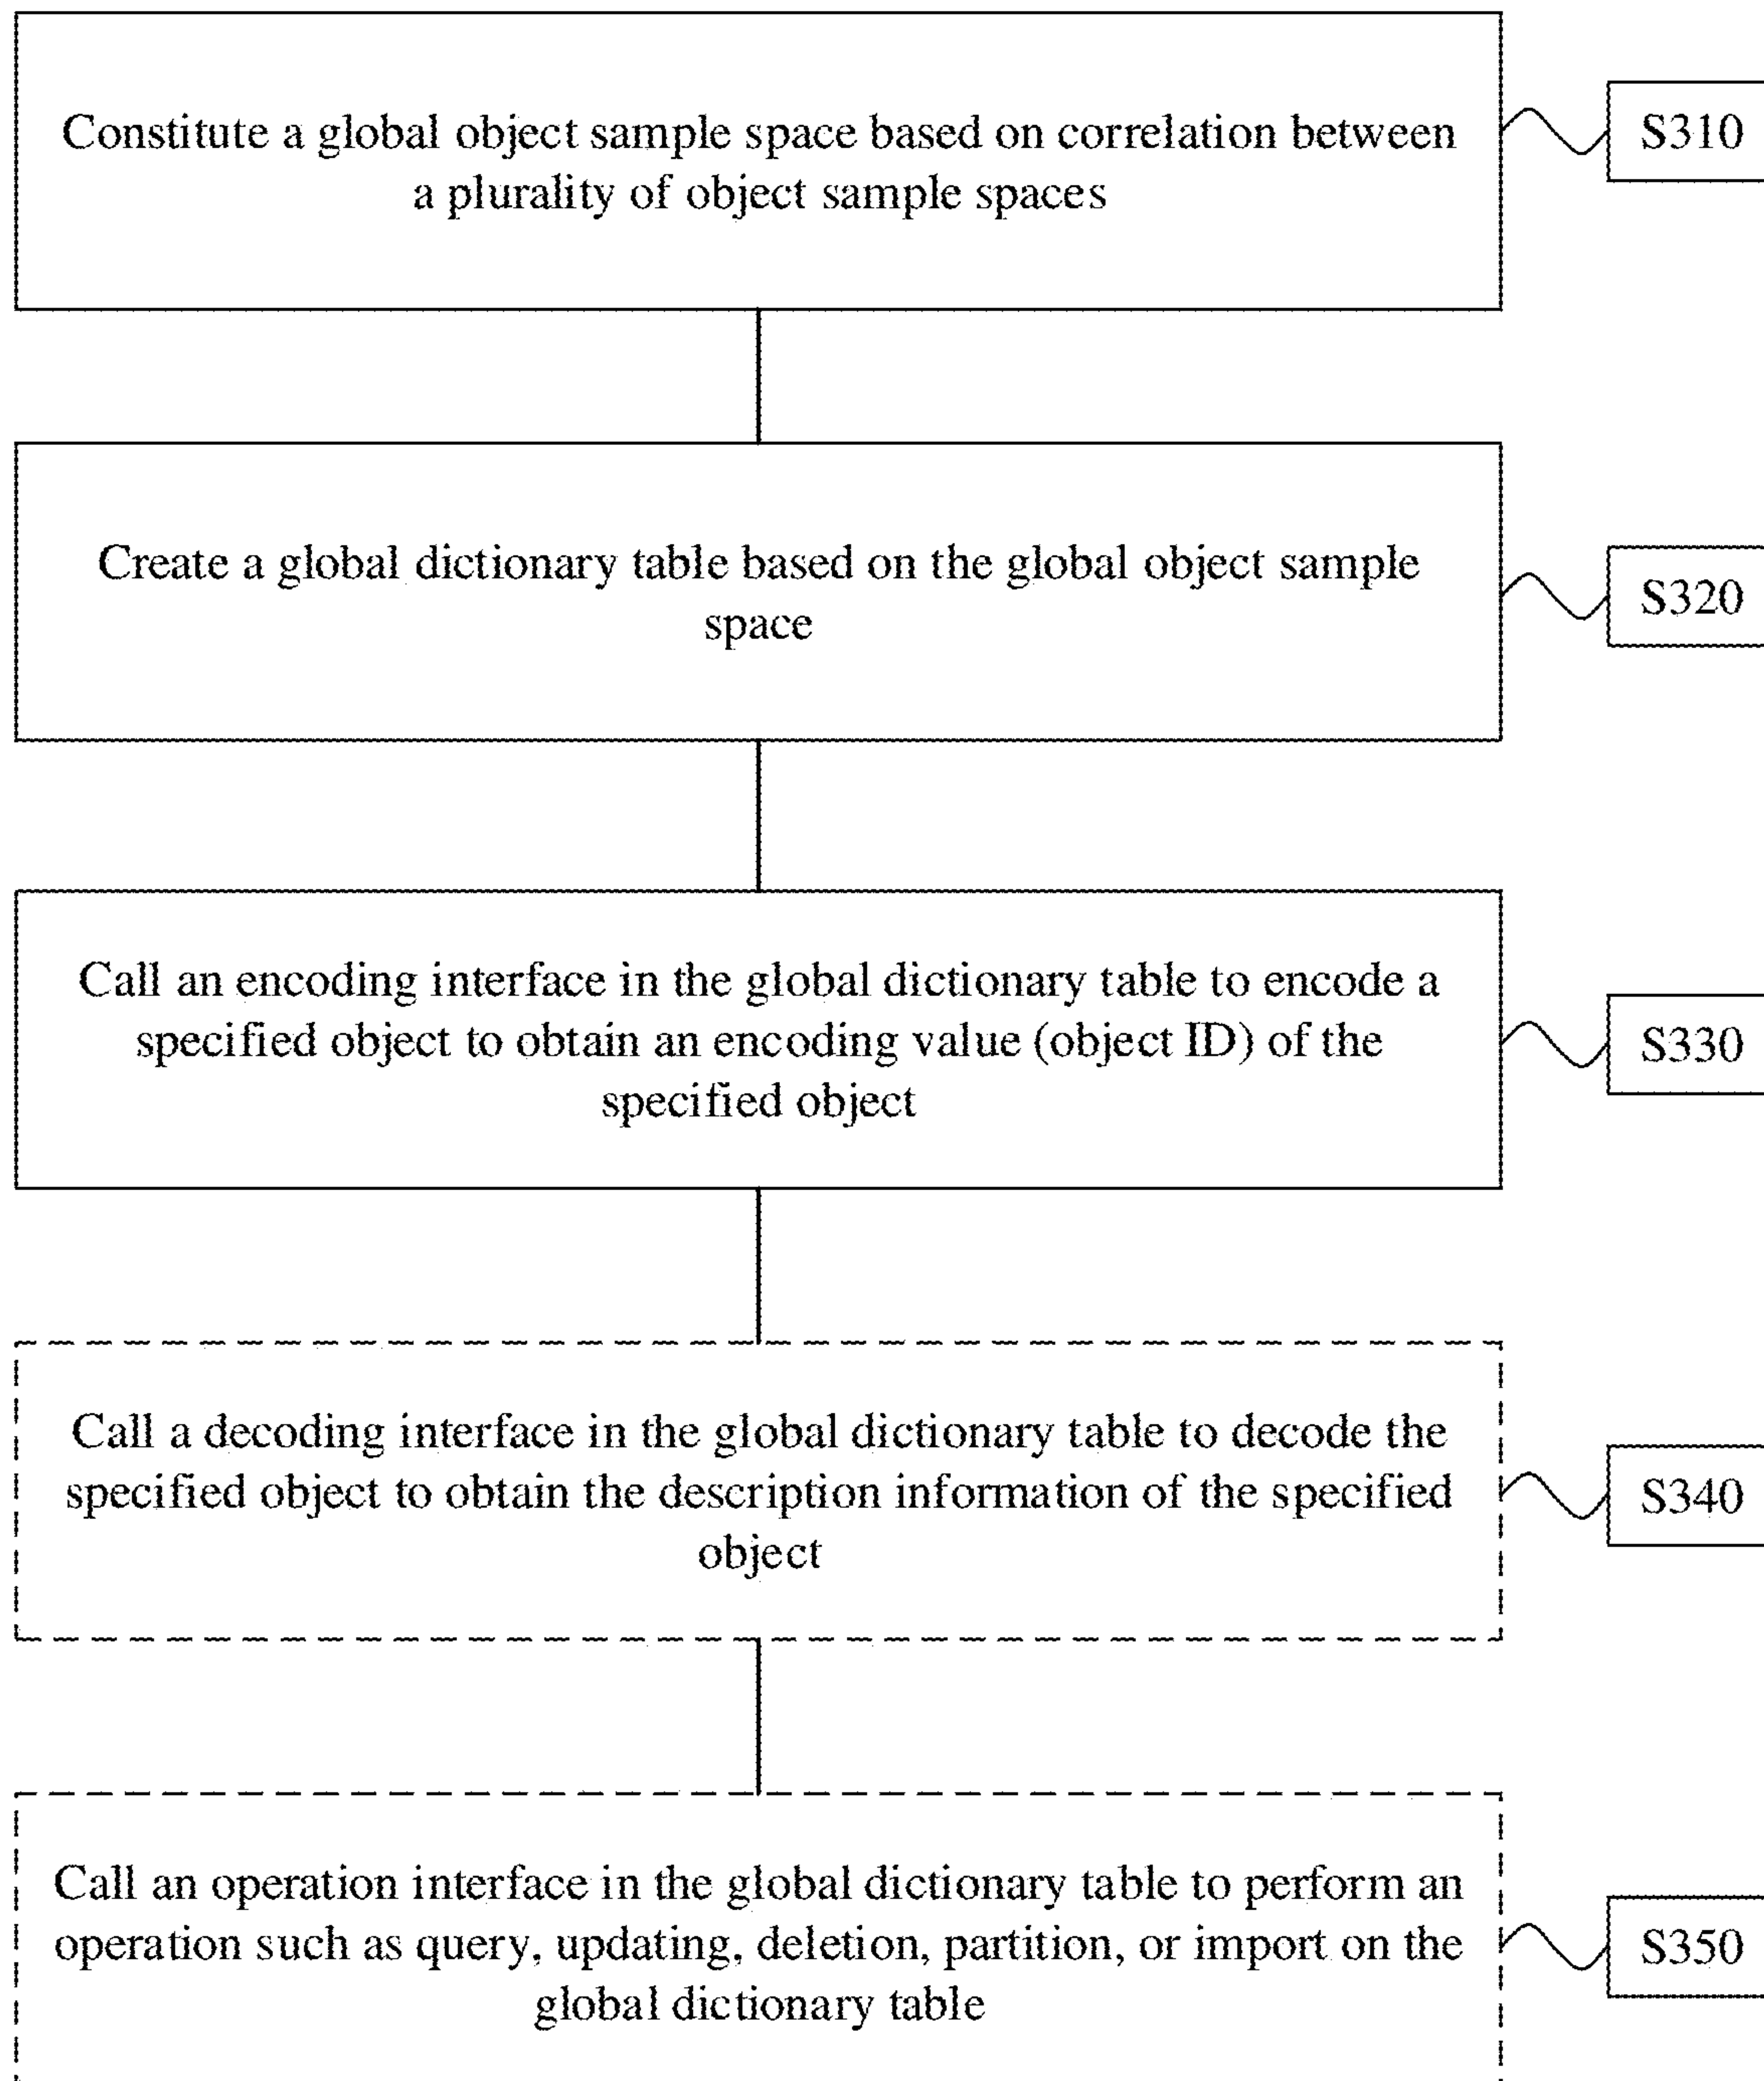 Constitute a global object sample space based on correlation between
a plurality of object sample spaces
S310
Create a global dictionary table based on the global object sample
space
S320
Call an encoding interface in the global dictionary table to encode a
specified object to obtain an encoding value (object ID) of the
specified object
S330
Call a decoding interface in the global dictionary table to decode the
specified object to obtain the description information of the specified
object
S340
Call an operation interface in the global dictionary table to perform an
operation such as query, updating, deletion, partition, or import on the
global dictionary table
S350